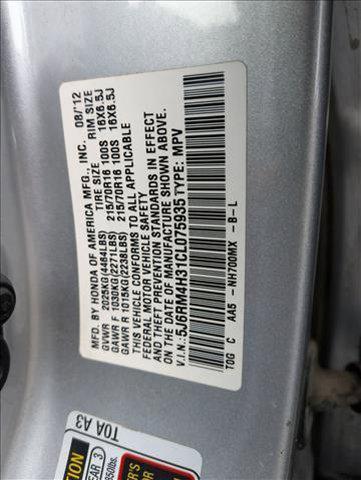 MFD. BY HONDA OF AMERICA MFG., INC. 08/'12
TIRE SIZE RIM SIZE
GVWR 2025KG(4464LBS)
GAWR F 1030KG(2271LBS) 215/70R16 100S 16X6.5J
GAWR R 1015KG(2238LBS) 215/70R16 100S 16X6.5J
THIS VEHICLE CONFORMS TO ALL APPLICABLE
FEDERAL MOTOR VEHICLE SAFETY
AND THEFT PREVENTION STANDARDS IN EFFECT
ON THE DATE OF MANUFACTURE SHOWN ABOVE.
V.I.N.:5J6RM4H31CL075935 TYPE: MPV
TOG C AA5 -NH700MX -B-L
T0A A3